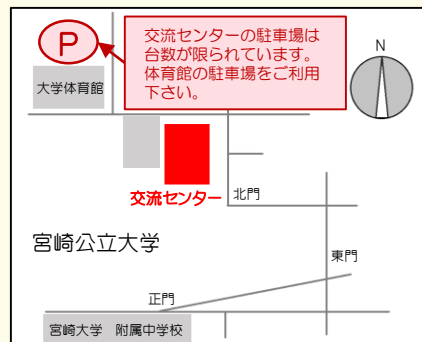 P
交流センターの駐車場は
台数が限られています。
体育館の駐車場をご利用
下さい。
N
大学体育館
交流センター
北門
宮崎公立大学
東門
正門
宮崎大学　附属中学校